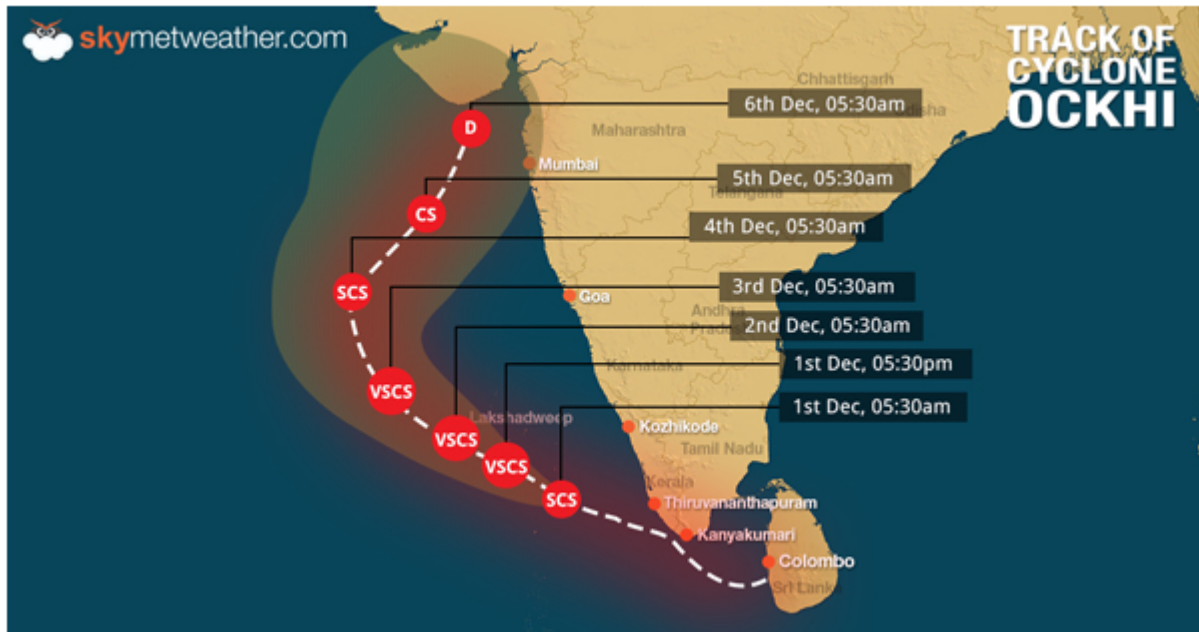 skymetweather.com
TRACK OF
CYCLONE
OCKHI
Chhattisgarh
6th Dec, 05:30am
disha
Maharashtra
Mumbai
5th Dec, 05:30am
Telangana
CS
4th Dec, 05:30am
D
SCS
3rd Dec, 05:30am
Goa
Andhra
Prades
2nd Dec, 05:30am
Karnataka
1st Dec, 05:30pm
VSCS
1st Dec, 05:30am
Lakshadweep
Kozhikode
VSCS
Tamil Nadu
VSCS
Kerala
SCS
Thiruvananthapuram
Kanyakumari
Colombo
Sri Lanka